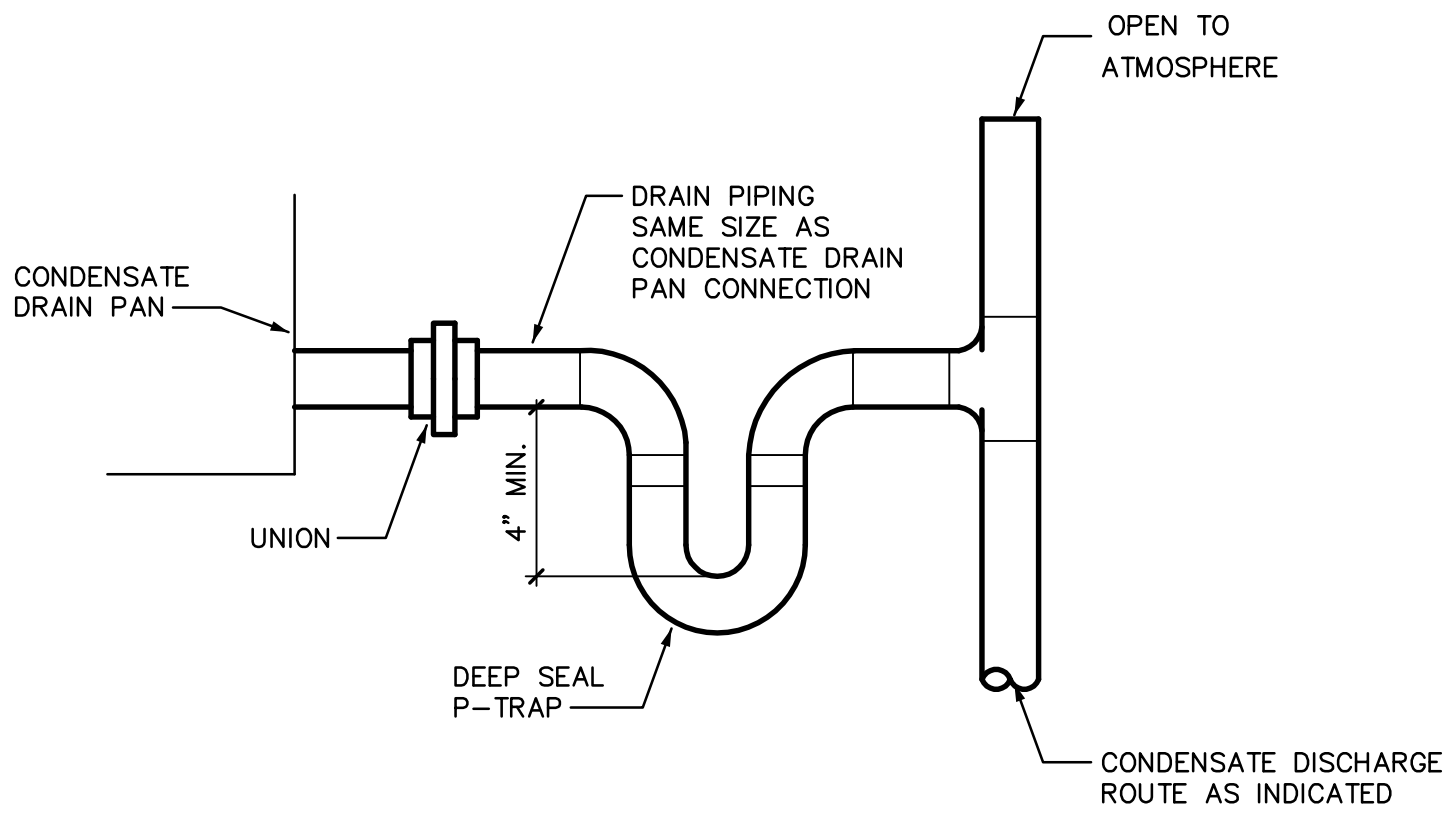 OPEN TO
ATMOSPHERE
DRAIN PIPING
SAME SIZE AS
CONDENSATE DRAIN
PAN CONNECTION
CONDENSATE
DRAIN PAN
4" MIN.
UNION
DEEP SEAL
P-TRAP
CONDENSATE DISCHARGE
ROUTE AS INDICATED